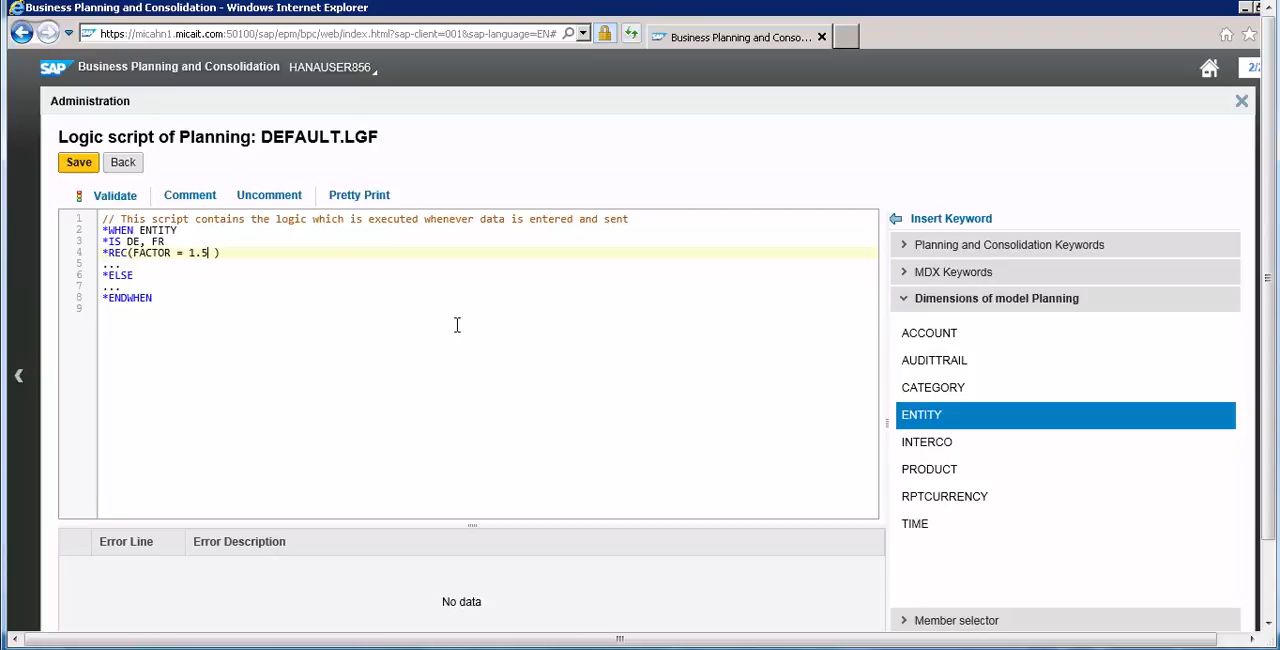 Business Planning and Consolidation - Windows Internet Explorer
https://micahn1.micait.com:50100/sap/epm/bpc/web/index.html?sap-client=001&sap-language=EN#
Business Planning and Conso...
SAP Business Planning and Consolidation HANAUSER856
Administration
Logic script of Planning: DEFAULT.LGF
Save Back
Validate Comment Uncomment Pretty Print
1 // This script contains the logic which is executed whenever data is entered and sent
2 *WHEN ENTITY
3 *IS DE, FR
4 *REC(FACTOR = 1.5 )
5 ...
6 *ELSE
7 ...
8 *ENDWHEN
9
Insert Keyword
Planning and Consolidation Keywords
MDX Keywords
Dimensions of model Planning
ACCOUNT
AUDITTRAIL
CATEGORY
ENTITY
INTERCO
PRODUCT
RPTCURRENCY
TIME
Member selector
Error Line Error Description
No data